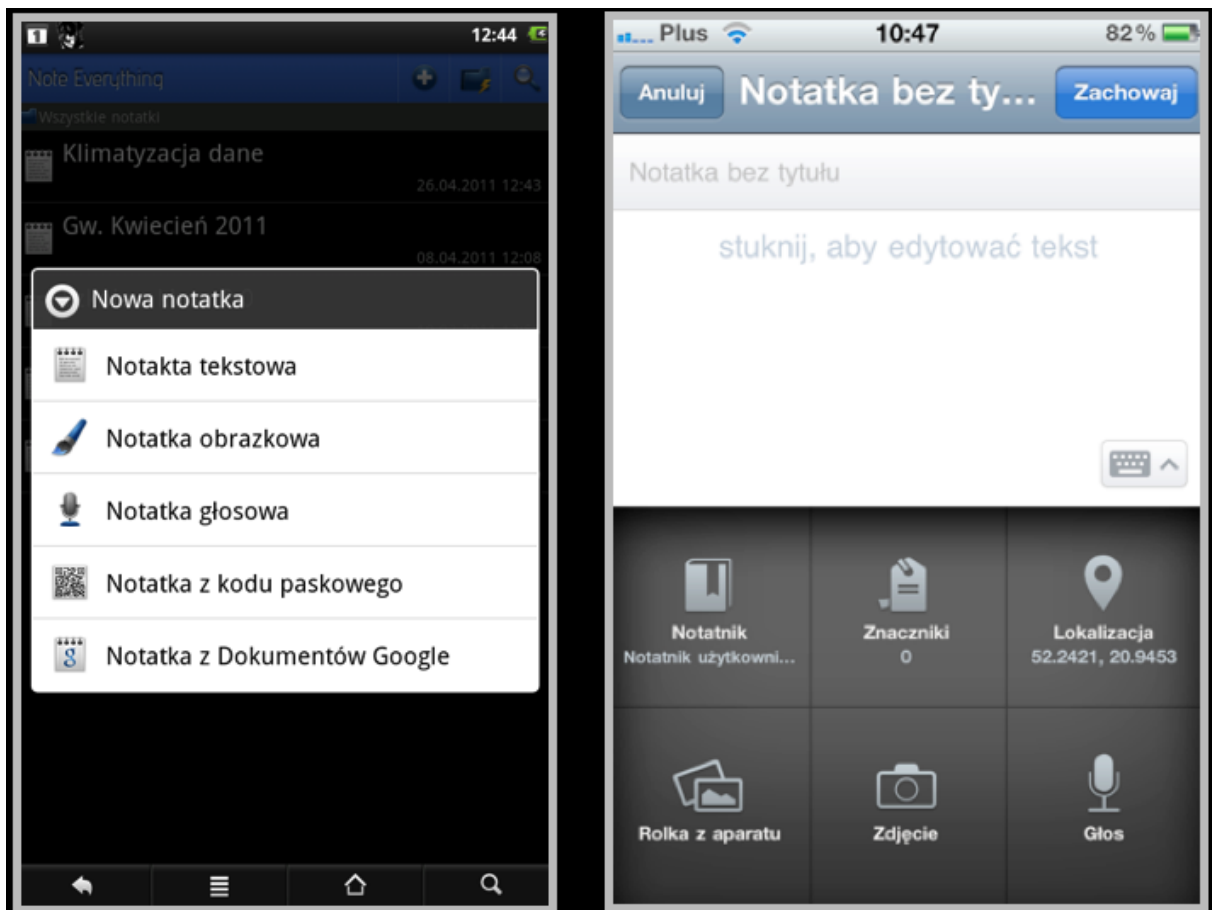 1
12:44
Note Everything
Wszystkie notatki
Klimatyzacja dane
26.04.2011 12:43
Gw. Kwiecień 2011
08.04.2011 12:08
Nowa notatka
Notakta tekstowa
Notatka obrazkowa
Notatka głosowa
Notatka z kodu paskowego
8 Notatka z Dokumentów Google
Plus 10:47 82%
Anuluj Notatka bez ty... Zachowaj
Notatka bez tytułu
stuknij, aby edytować tekst
Notatnik Znaczniki Lokalizacja
Notatnik użytkowni... 0 52.2421, 20.9453
Rolka z aparatu Zdjęcie Głos